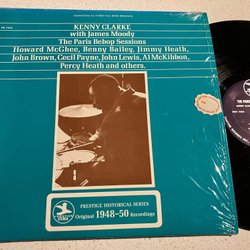 KENNY CLARKE
with James Moody
The Paris Bebop Sessions
Howard McGhee, Benny Bailey, Jimmy Heath,
John Brown, Cecil Payne, John Lewis, Al McKibbon,
Percy Heath and others.
PRESTIGE HISTORICAL SERIES
Original 1948-50 Recordings